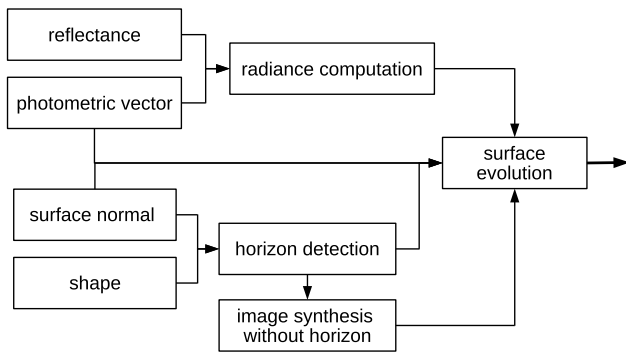 reflectance
photometric vector
radiance computation
surface
evolution
surface normal
shape
horizon detection
image synthesis
without horizon